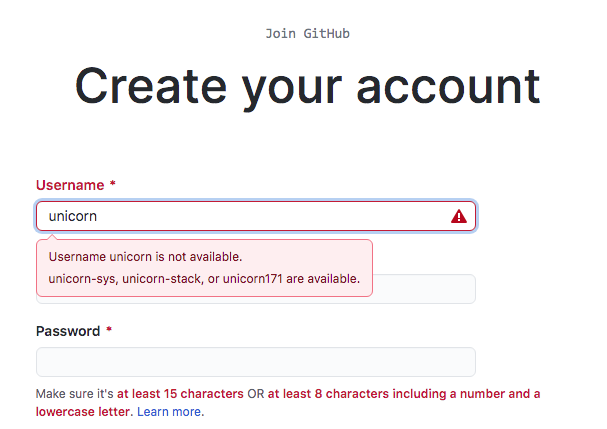 Join GitHub
Create your account
Username *
unicorn
Username unicorn is not available.
unicorn-sys, unicorn-stack, or unicorn171 are available.
Password *
Make sure it's at least 15 characters OR at least 8 characters including a number and a
lowercase letter. Learn more.